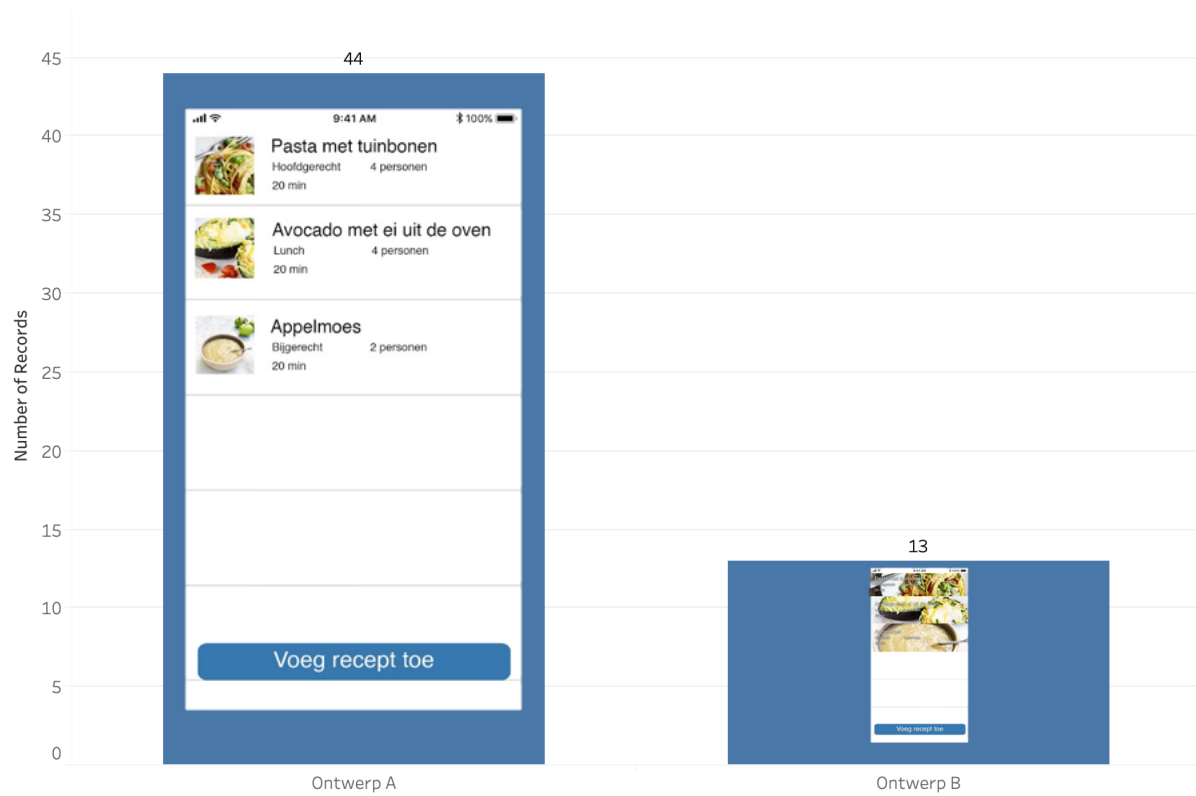 45
40
35
30
25
20
15
10
5
0
Number of Records
44
9:41 AM 100%
Pasta met tuinbonen
Hoofdgerecht 4 personen
20 min
Avocado met ei uit de oven
Lunch 4 personen
20 min
Appelmoes
Bijgerecht 2 personen
20 min
Voeg recept toe
13
Voeg recept toe
Ontwerp A Ontwerp B